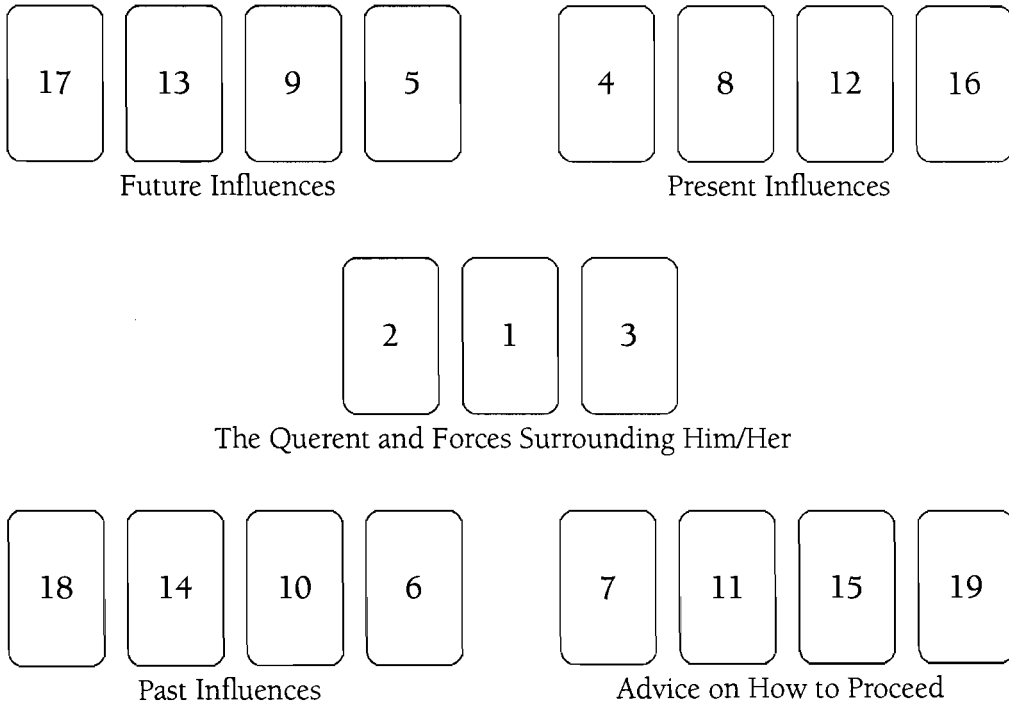 17 13 9 5 4 8 12 16
Future Influences Present Influences
2 1 3
The Querent and Forces Surrounding Him/Her
18 14 10 6 7 11 15 19
Past Influences Advice on How to Proceed